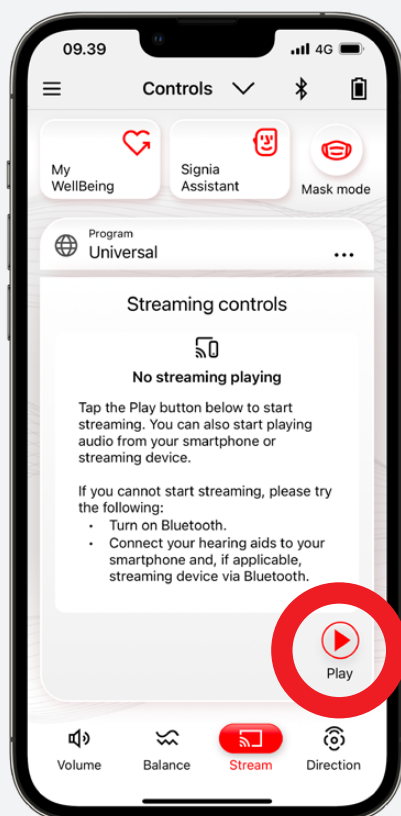 09.39
4G
Controls
My
WellBeing
Signia
Assistant
Mask mode
Program
Universal
...
Streaming controls
No streaming playing
Tap the Play button below to start
streaming. You can also start playing
audio from your smartphone or
streaming device.
If you cannot start streaming, please try
the following:
· Turn on Bluetooth.
· Connect your hearing aids to your
smartphone and, if applicable,
streaming device via Bluetooth.
Play
Volume
Balance
Stream
Direction